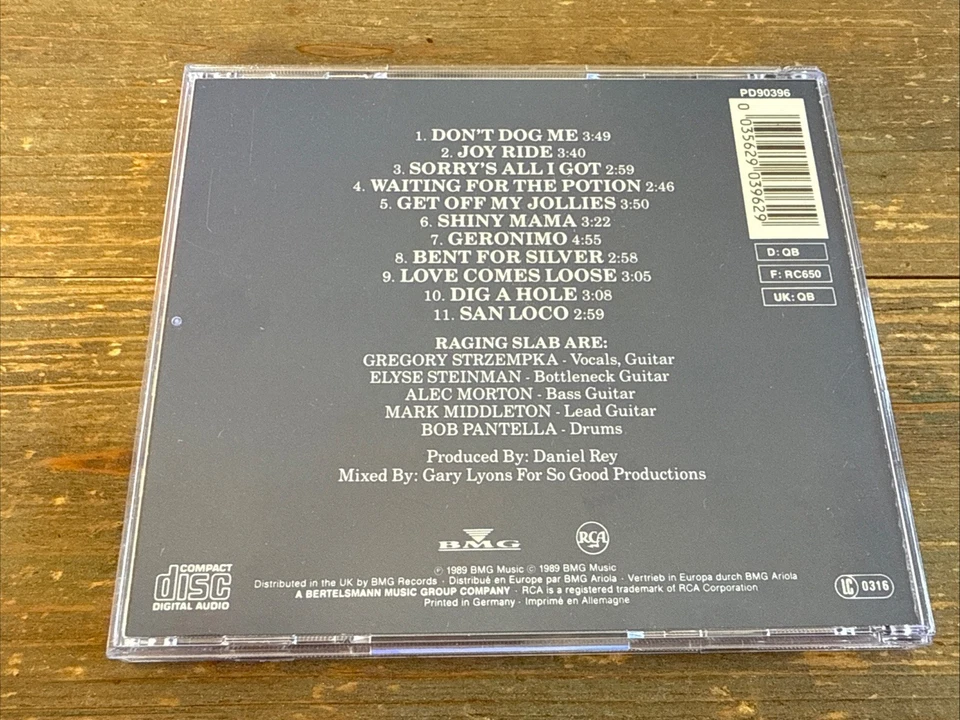 PD90396
0 035629 039629
D: QB
F: RC650
UK: QB
1. DON'T DOG ME 3:49
2. JOY RIDE 3:40
3. SORRY'S ALL I GOT 2:59
4. WAITING FOR THE POTION 2:46
5. GET OFF MY JOLLIES 3:50
6. SHINY MAMA 3:22
7. GERONIMO 4:55
8. BENT FOR SILVER 2:58
9. LOVE COMES LOOSE 3:05
10. DIG A HOLE 3:08
11. SAN LOCO 2:59
RAGING SLAB ARE:
GREGORY STRZEMPKA - Vocals, Guitar
ELYSE STEINMAN - Bottleneck Guitar
ALEC MORTON - Bass Guitar
MARK MIDDLETON - Lead Guitar
BOB PANTELLA - Drums
Produced By: Daniel Rey
Mixed By: Gary Lyons For So Good Productions
BMG
RCA
℗ 1989 BMG Music © 1989 BMG Music
Distributed in the UK by BMG Records · Distribué en Europe par BMG Ariola · Vertrieb in Europa durch BMG Ariola
A BERTELSMANN MUSIC GROUP COMPANY · RCA is a registered trademark of RCA Corporation
Printed in Germany · Imprimé en Allemagne
COMPACT
disc
DIGITAL AUDIO
LC 0316